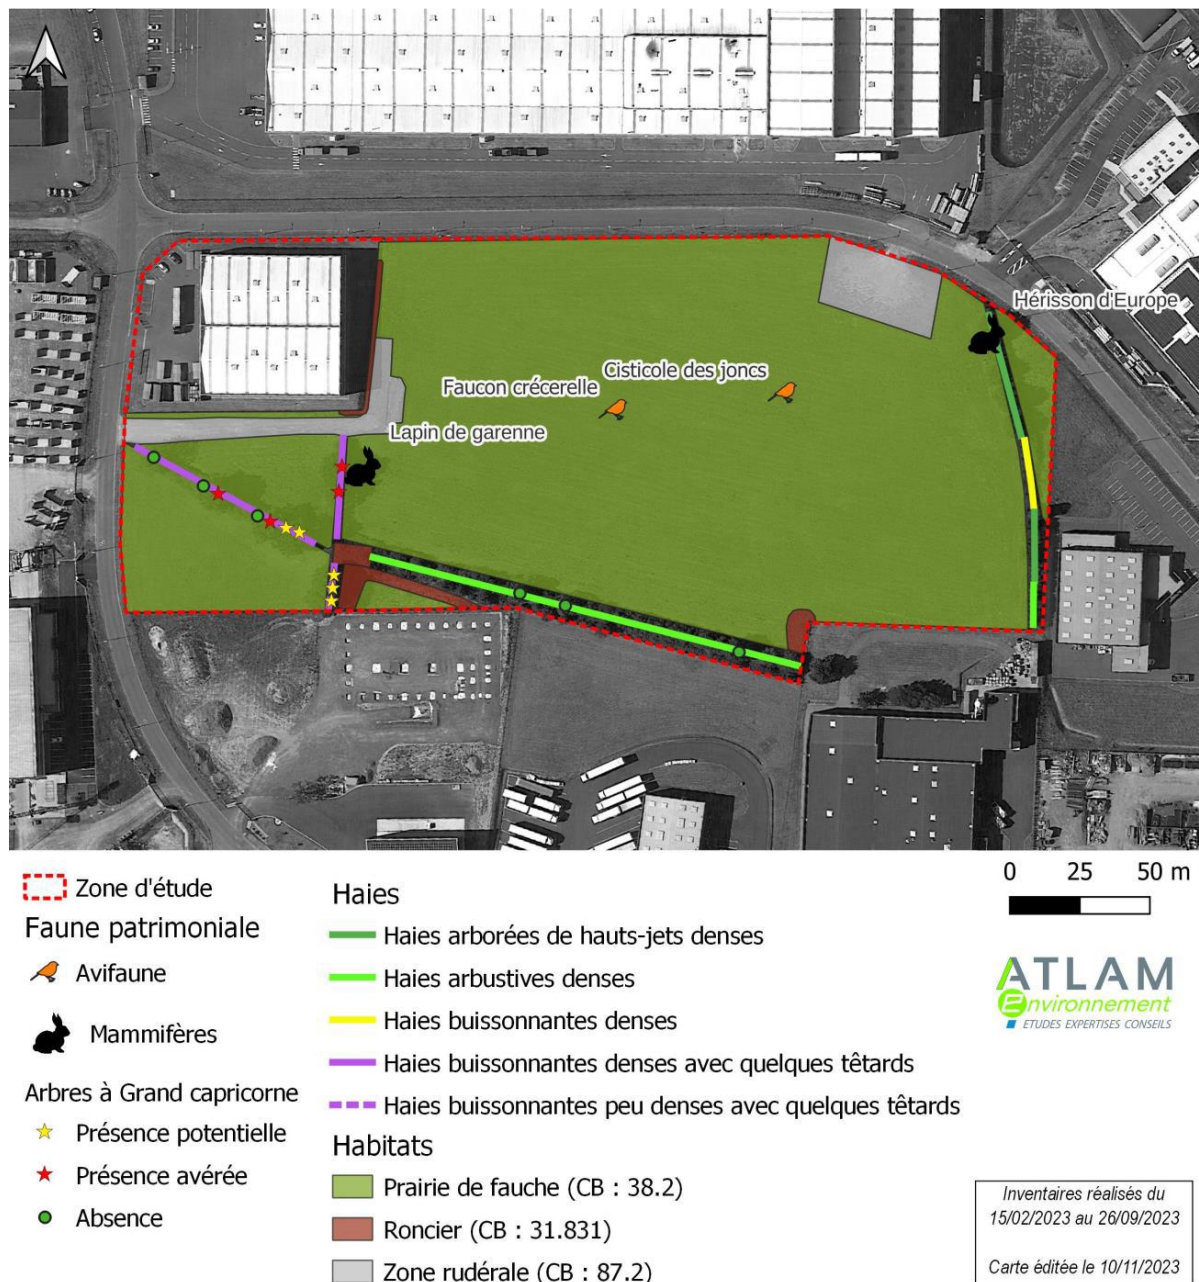 Hérisson d'Europe
Cisticole des joncs
Faucon crécerelle
Lapin de garenne
Zone d'étude
Faune patrimoniale
Avifaune
Mammifères
Arbres à Grand capricorne
Présence potentielle
Présence avérée
Absence
Haies
Haies arborées de hauts-jets denses
Haies arbustives denses
Haies buissonnantes denses
Haies buissonnantes denses avec quelques têtards
Haies buissonnantes peu denses avec quelques têtards
Habitats
Prairie de fauche (CB : 38.2)
Roncier (CB : 31.831)
Zone rudérale (CB : 87.2)
0 25 50 m
ATLAM
environnement
ETUDES EXPERTISES CONSEILS
Inventaires réalisés du
15/02/2023 au 26/09/2023
Carte éditée le 10/11/2023